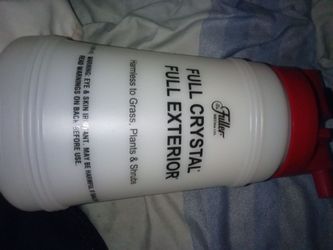 Fuller
FULL CRYSTAL
FULL EXTERIOR
Harmless to Grass, Plants & Shrubs
WARNING: EYE & SKIN IRRITANT. MAY BE HARMFUL
READ WARNINGS ON BACK BEFORE USE.